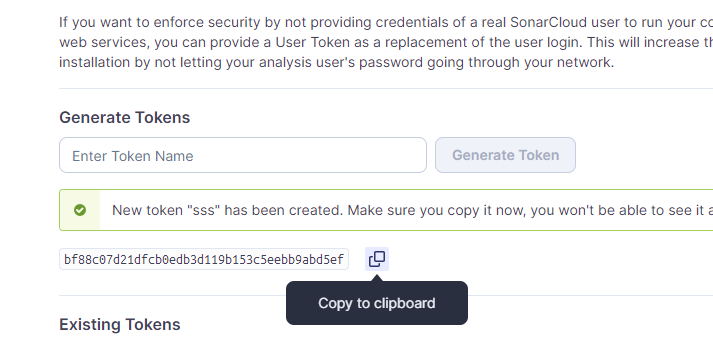 If you want to enforce security by not providing credentials of a real SonarCloud user to run your
web services, you can provide a User Token as a replacement of the user login. This will increase
installation by not letting your analysis user's password going through your network.
Generate Tokens
Enter Token Name
Generate Token
New token "sss" has been created. Make sure you copy it now, you won't be able to see it
bf88c07d21dfcb0edb3d119b153c5eebb9abd5ef
Copy to clipboard
Existing Tokens